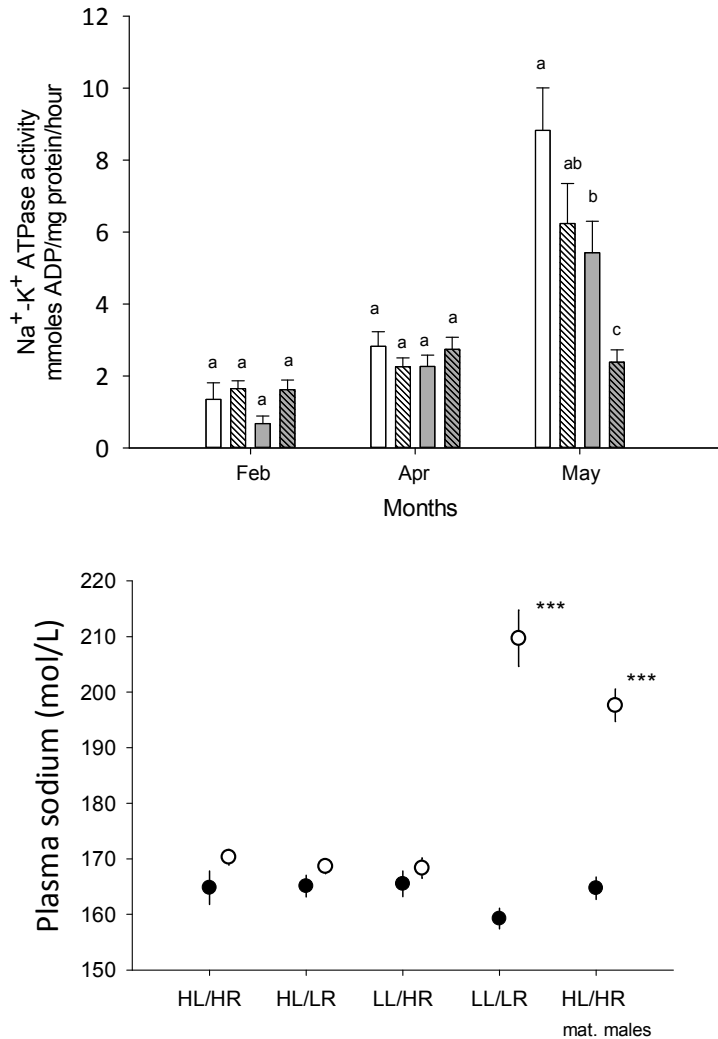 12
10
8
6
4
2
0
Na⁺-K⁺ ATPase activity
mmoles ADP/mg protein/hour
a
a
a
a
a
a
a
a
a
ab
b
c
Feb
Apr
May
Months
220
210
200
190
180
170
160
150
Plasma sodium (mol/L)
***
***
HL/HR
HL/LR
LL/HR
LL/LR
HL/HR
mat. males